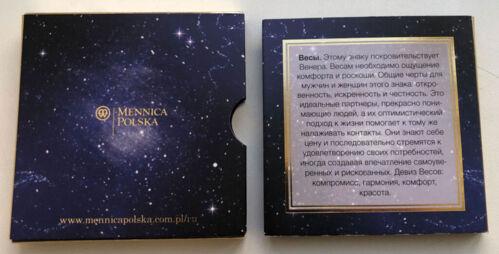 MENNICA
POLSKA
www.mennicapolska.com.pl/ru
Весы. Этому знаку покровительствует
Венера. Весам необходимо ощущение
комфорта и роскоши. Общие черты для
мужчин и женщин этого знака: откро-
венность, искренность и честность. Это
идеальные партнеры, прекрасно пони-
мающие людей, а их оптимистический
подход к жизни помогает к тому же
налаживать контакты. Они знают себе
цену и последовательно стремятся к
удовлетворению своих потребностей,
иногда создавая впечатление самоуве-
ренных и рискованных. Девиз Весов:
компромисс, гармония, комфорт,
красота.